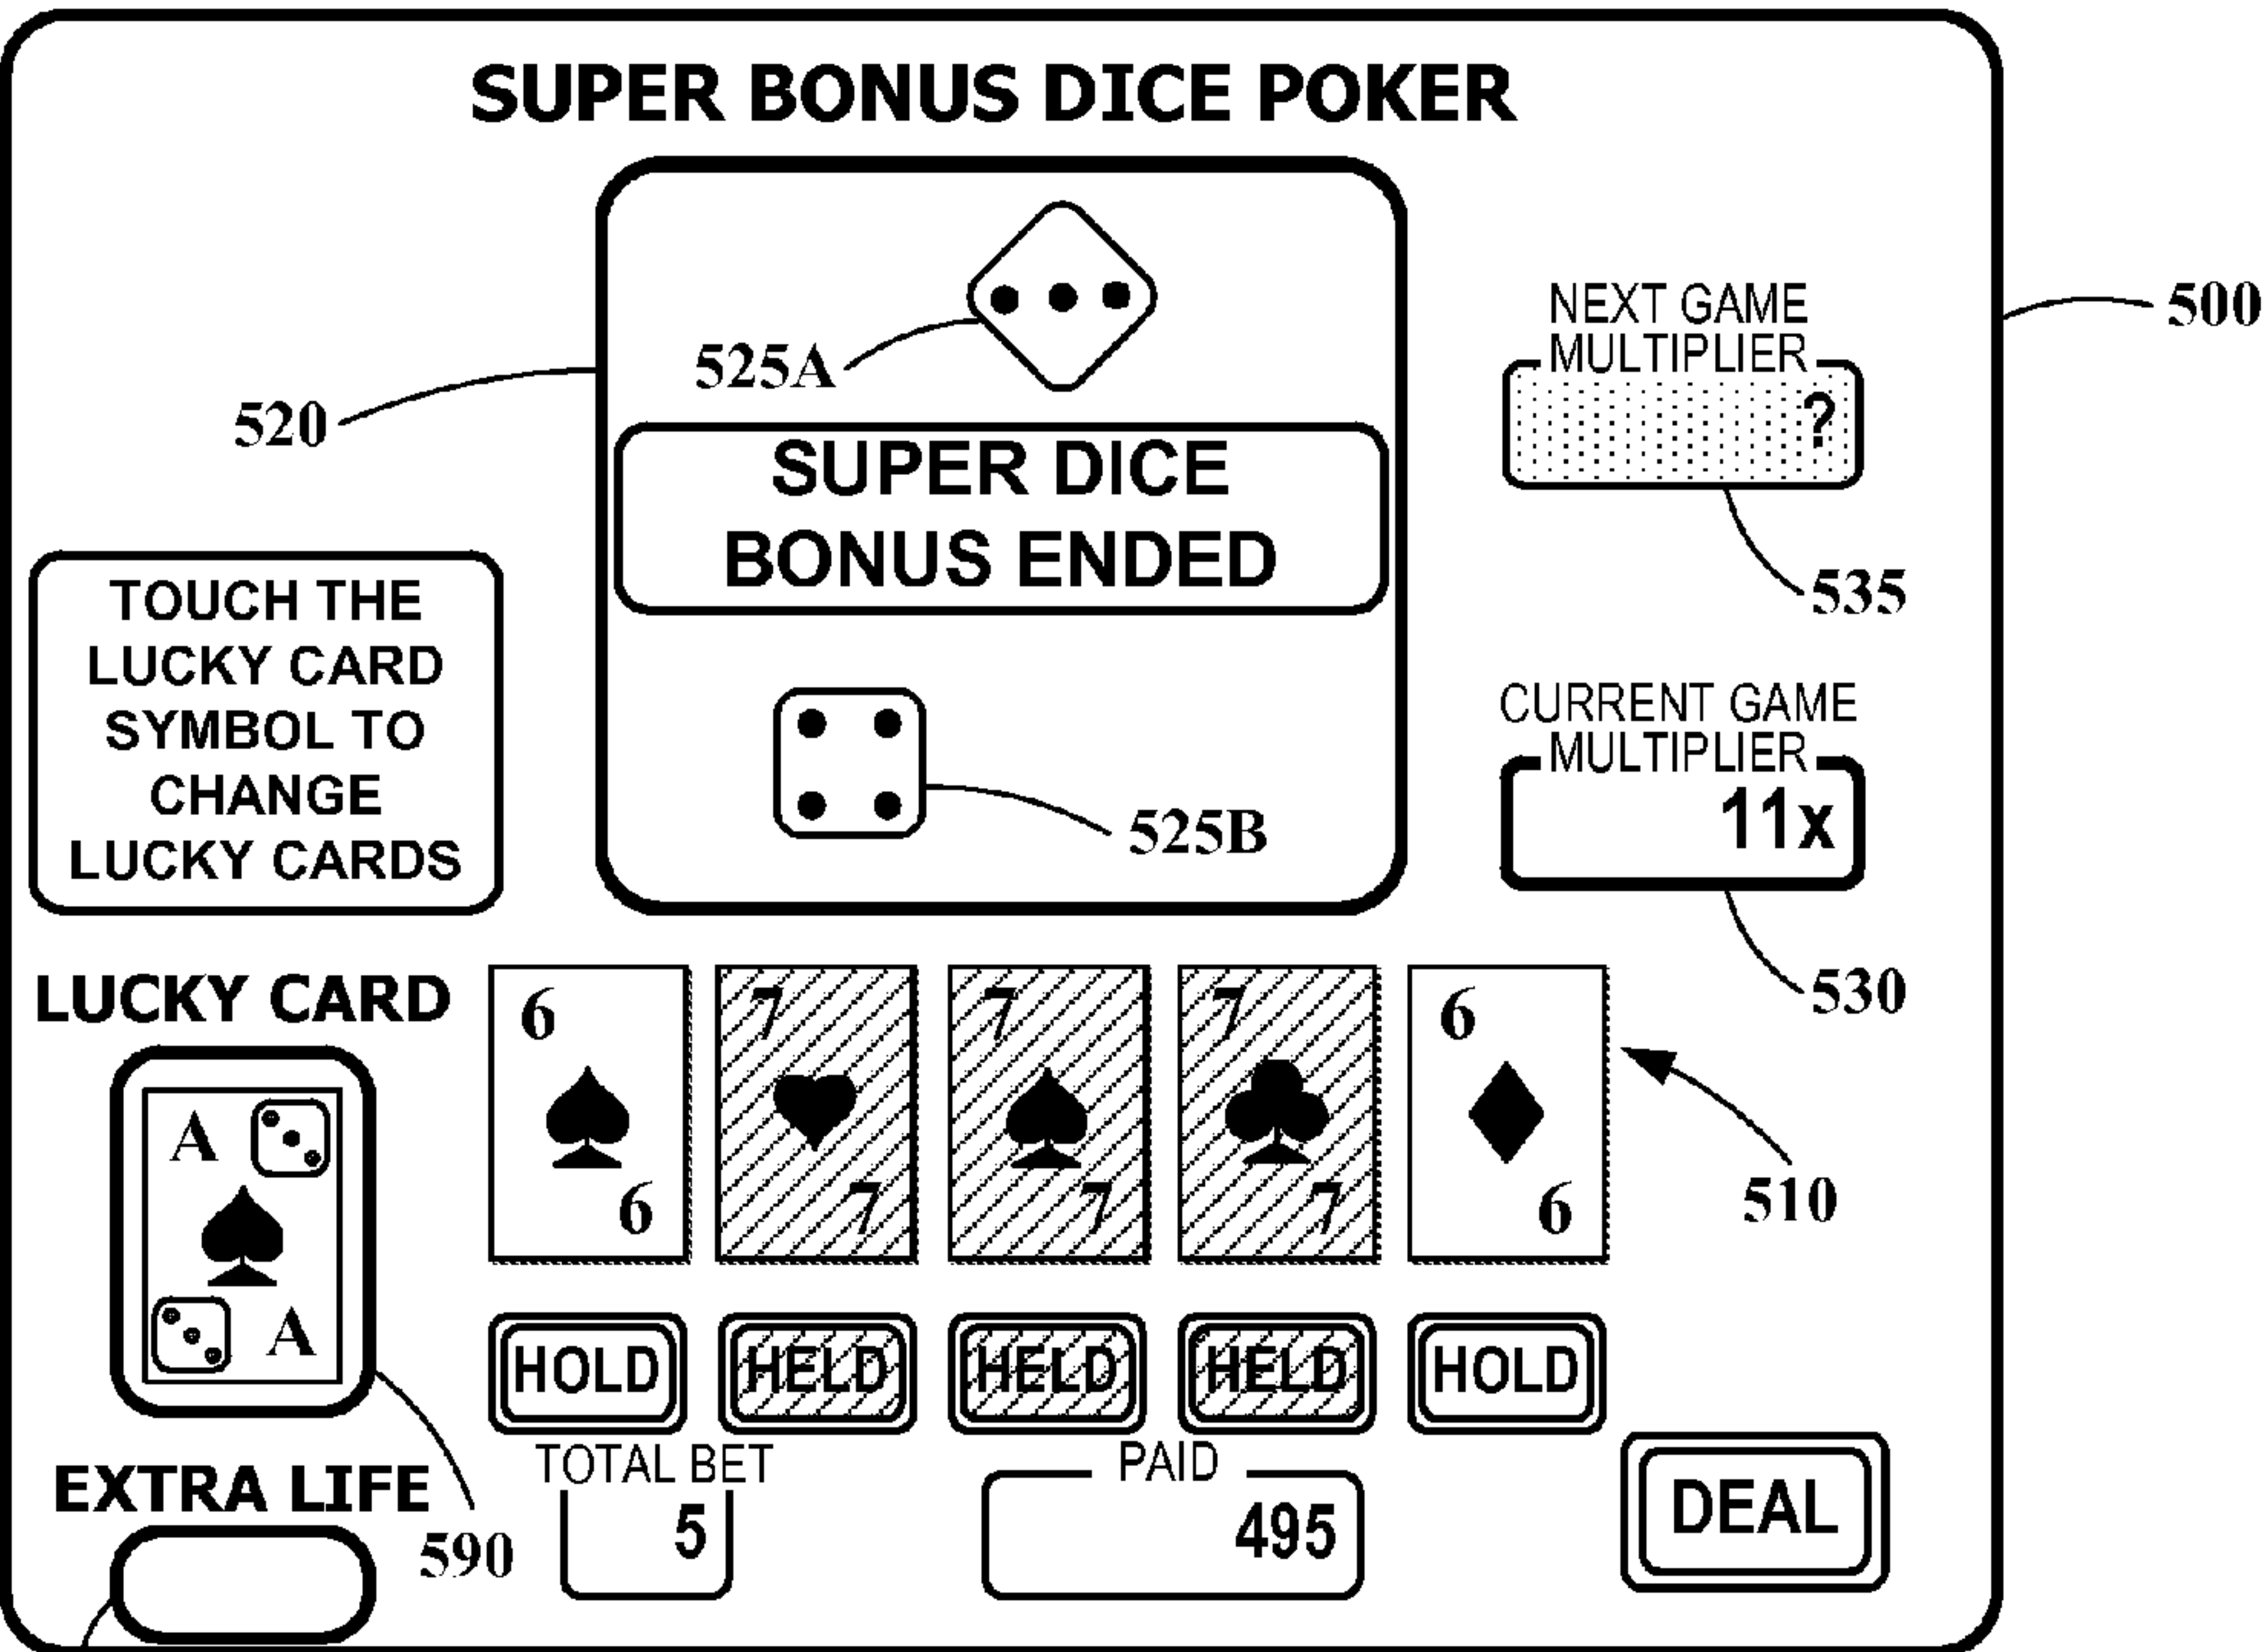 SUPER BONUS DICE POKER
525A
520
SUPER DICE
BONUS ENDED
525B
NEXT GAME
MULTIPLIER
?
500
535
CURRENT GAME
MULTIPLIER
11x
530
TOUCH THE
LUCKY CARD
SYMBOL TO
CHANGE
LUCKY CARDS
LUCKY CARD
A
A
590
6 7 7 7 6
6 7 7 7 6
510
HOLD HELD HELD HELD HOLD
EXTRA LIFE
TOTAL BET
5
PAID
495
DEAL